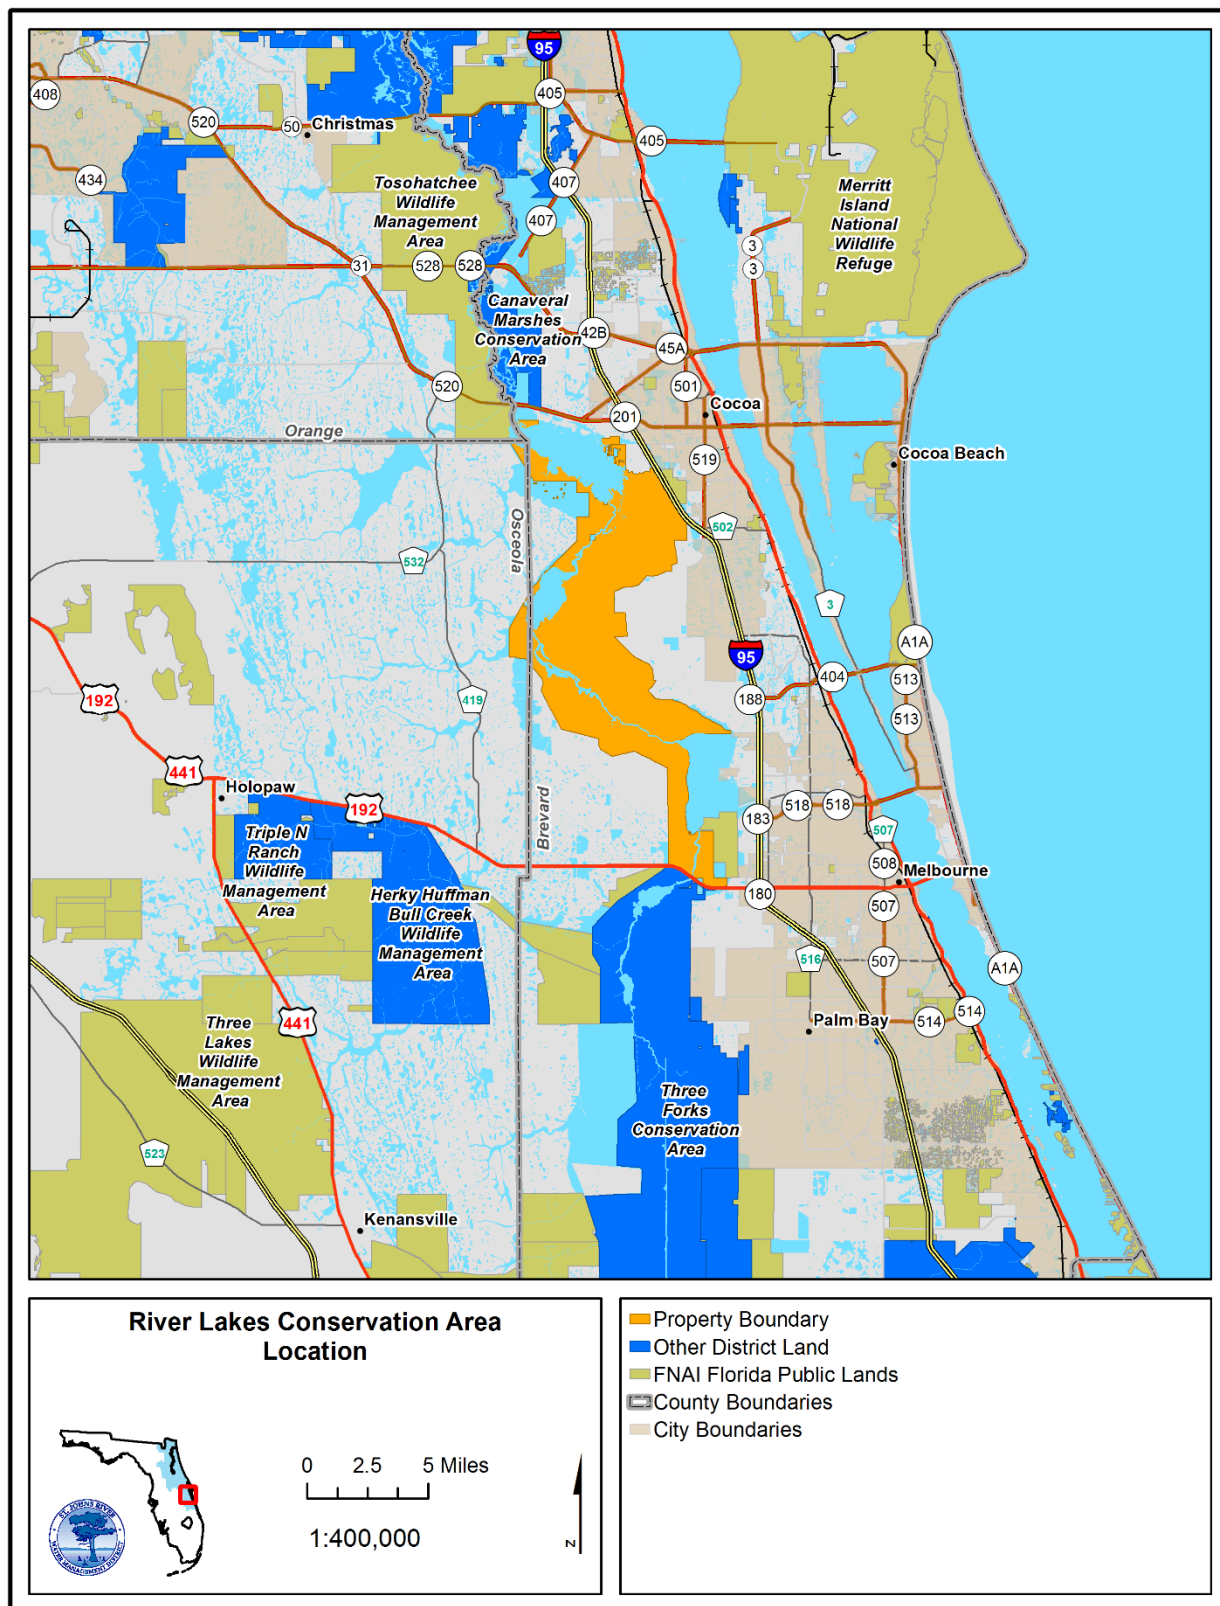 95
408
405
520
50
Christmas
405
434
407
Tosohatchee
Wildlife
Management
Area
Merritt
Island
National
Wildlife
Refuge
407
3
3
31
528
528
Canaveral
Marshes
Conservation
Area
42B
45A
520
501
Cocoa
201
Orange
519
Cocoa Beach
Osceola
502
532
3
A1A
95
404
513
192
419
188
513
441
Holopaw
192
Brevard
518
518
183
507
Triple N
Ranch
Wildlife
Management
Area
508
Melbourne
Herky Huffman
Bull Creek
Wildlife
Management
Area
180
507
516
507
A1A
441
Palm Bay
514
514
Three
Lakes
Wildlife
Management
Area
Three
Forks
Conservation
Area
523
Kenansville
River Lakes Conservation Area
Location
0 2.5 5 Miles
1:400,000
N
ST. JOHNS RIVER
WATER MANAGEMENT DISTRICT
Property Boundary
Other District Land
FNAI Florida Public Lands
County Boundaries
City Boundaries